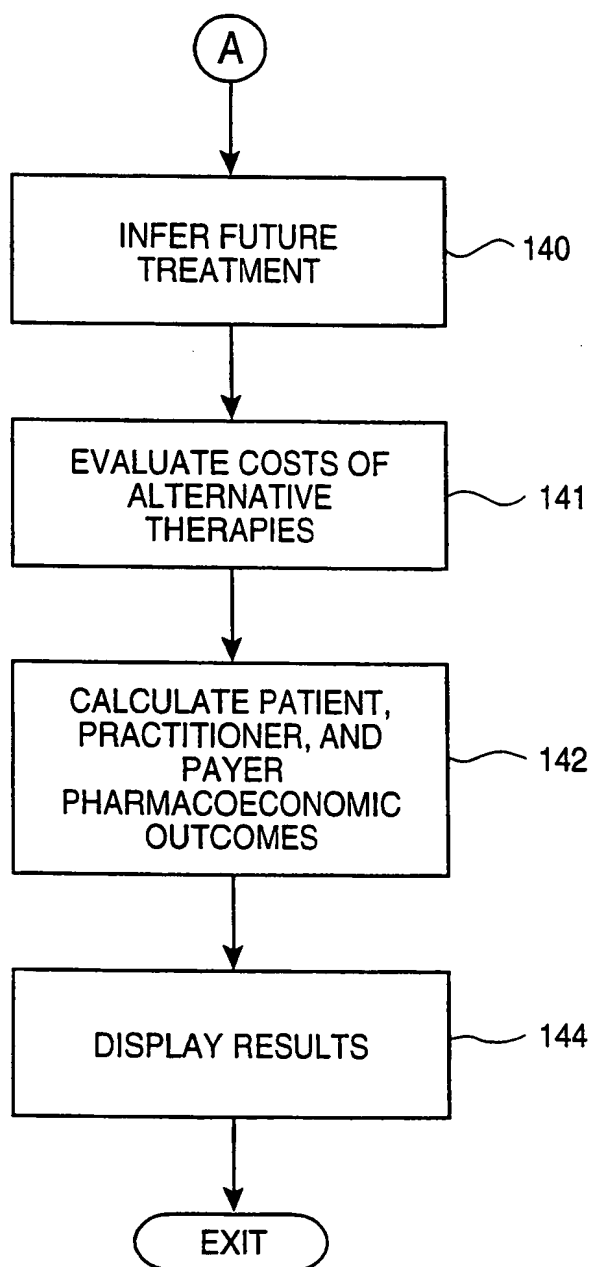 A
INFER FUTURE
TREATMENT
140
EVALUATE COSTS OF
ALTERNATIVE
THERAPIES
141
CALCULATE PATIENT,
PRACTITIONER, AND
PAYER
PHARMACOECONOMIC
OUTCOMES
142
DISPLAY RESULTS
144
EXIT